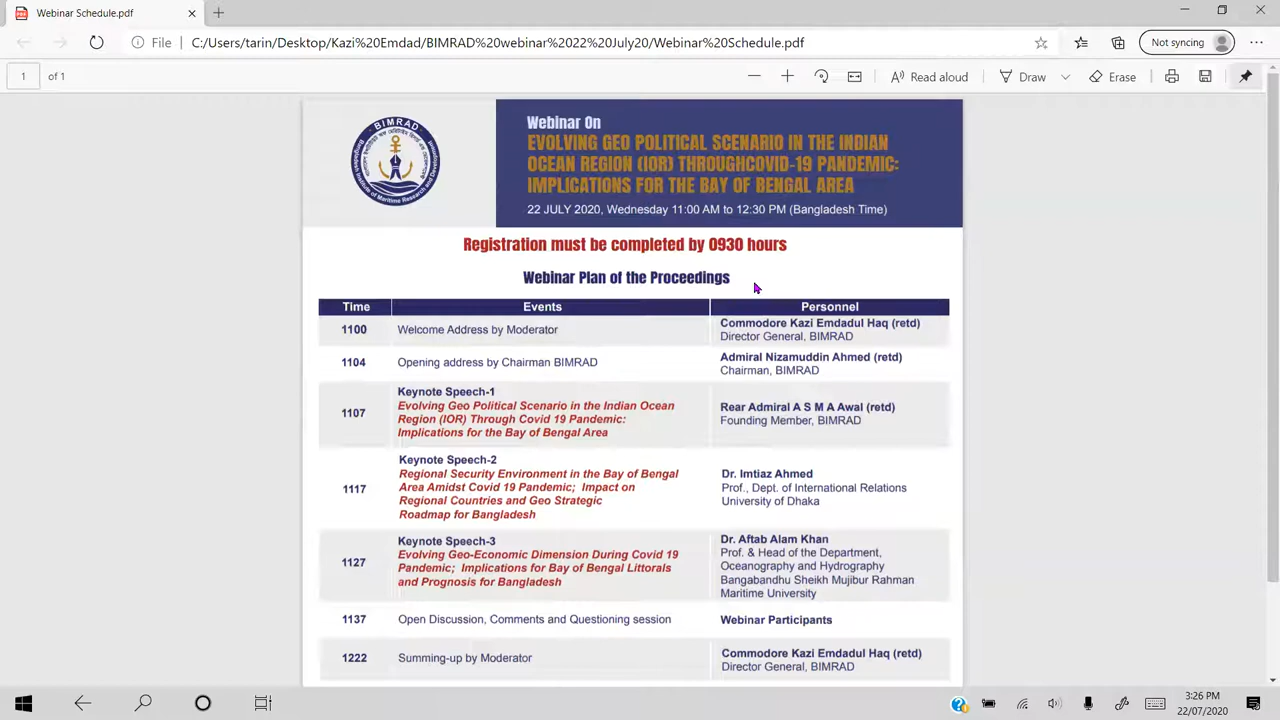 Webinar Schedule.pdf
File C:/Users/tarin/Desktop/Kazi%20Emdad/BIMRAD%20webinar%2022%20July20/Webinar%20Schedule.pdf
Not syncing
1 of 1
Read aloud
Draw
Erase
BIMRAD
Webinar On
EVOLVING GEO POLITICAL SCENARIO IN THE INDIAN
OCEAN REGION (IOR) THROUGHCOVID-19 PANDEMIC:
IMPLICATIONS FOR THE BAY OF BENGAL AREA
22 JULY 2020, Wednesday 11:00 AM to 12:30 PM (Bangladesh Time)
Registration must be completed by 0930 hours
Webinar Plan of the Proceedings
Time Events Personnel
1100 Welcome Address by Moderator
Commodore Kazi Emdadul Haq (retd)
Director General, BIMRAD
1104 Opening address by Chairman BIMRAD
Admiral Nizamuddin Ahmed (retd)
Chairman, BIMRAD
1107
Keynote Speech-1
Evolving Geo Political Scenario in the Indian Ocean
Region (IOR) Through Covid 19 Pandemic:
Implications for the Bay of Bengal Area
Rear Admiral A S M A Awal (retd)
Founding Member, BIMRAD
1117
Keynote Speech-2
Regional Security Environment in the Bay of Bengal
Area Amidst Covid 19 Pandemic; Impact on
Regional Countries and Geo Strategic
Roadmap for Bangladesh
Dr. Imtiaz Ahmed
Prof., Dept. of International Relations
University of Dhaka
1127
Keynote Speech-3
Evolving Geo-Economic Dimension During Covid 19
Pandemic; Implications for Bay of Bengal Littorals
and Prognosis for Bangladesh
Dr. Aftab Alam Khan
Prof. & Head of the Department,
Oceanography and Hydrography
Bangabandhu Sheikh Mujibur Rahman
Maritime University
1137 Open Discussion, Comments and Questioning session Webinar Participants
1222 Summing-up by Moderator
Commodore Kazi Emdadul Haq (retd)
Director General, BIMRAD
3:26 PM
22/07/2020